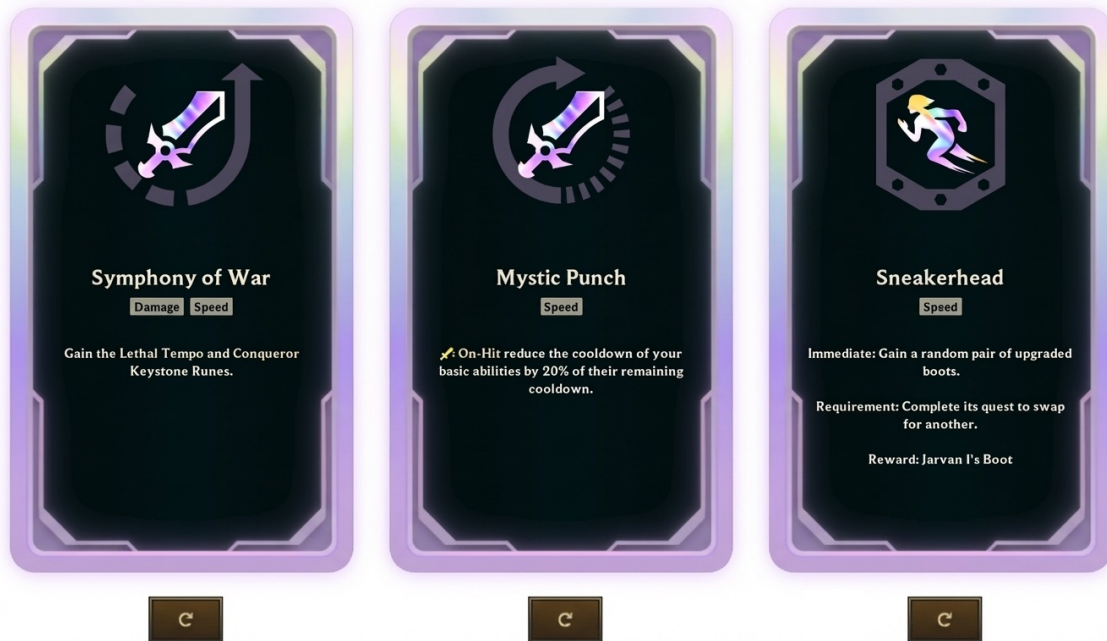 Symphony of War
Damage Speed
Gain the Lethal Tempo and Conqueror
Keystone Runes.
Mystic Punch
Speed
On-Hit reduce the cooldown of your
basic abilities by 20% of their remaining
cooldown.
Sneakerhead
Speed
Immediate: Gain a random pair of upgraded
boots.
Requirement: Complete its quest to swap
for another.
Reward: Jarvan I's Boot